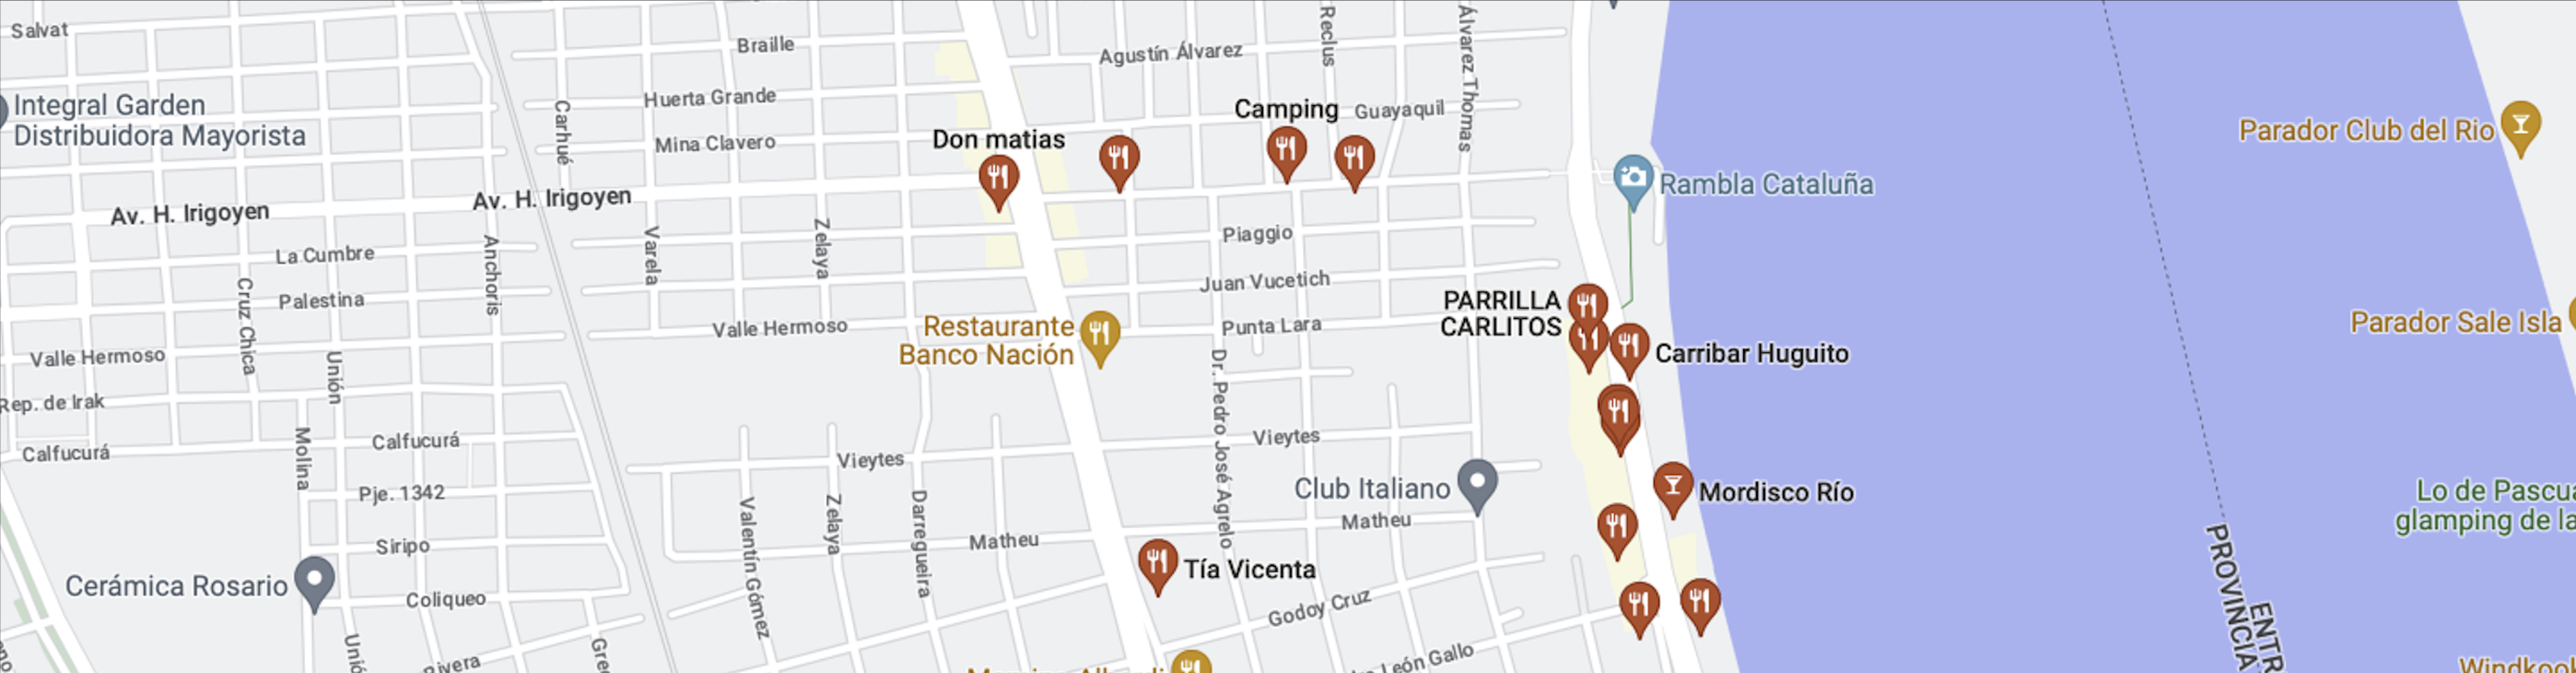 Salvat
Braille
Agustín Álvarez
Reclus
Álvarez Thomas
Integral Garden
Distribuidora Mayorista
Huerta Grande
Carhué
Mina Clavero
Don matias
Camping
Guayaquil
Parador Club del Rio
Rambla Cataluña
Av. H. Irigoyen
Av. H. Irigoyen
La Cumbre
Anchoris
Varela
Zelaya
Piaggio
Cruz Chica
Palestina
Juan Vucetich
PARRILLA
CARLITOS
Carribar Huguito
Parador Sale Isla
Valle Hermoso
Unión
Valle Hermoso
Restaurante
Banco Nación
Punta Lara
Dr. Pedro José Agrelo
Rep. de Irak
Calfucurá
Molina
Calfucurá
Vieytes
Vieytes
Pje. 1342
Valentín Gómez
Zelaya
Darregueira
Club Italiano
Mordisco Río
Lo de Pascua
glamping de la
Matheu
Matheu
Siripo
Cerámica Rosario
Coliqueo
Tía Vicenta
Godoy Cruz
León Gallo
Rivera
Unió
Gre
PROVINCIA
ENTR